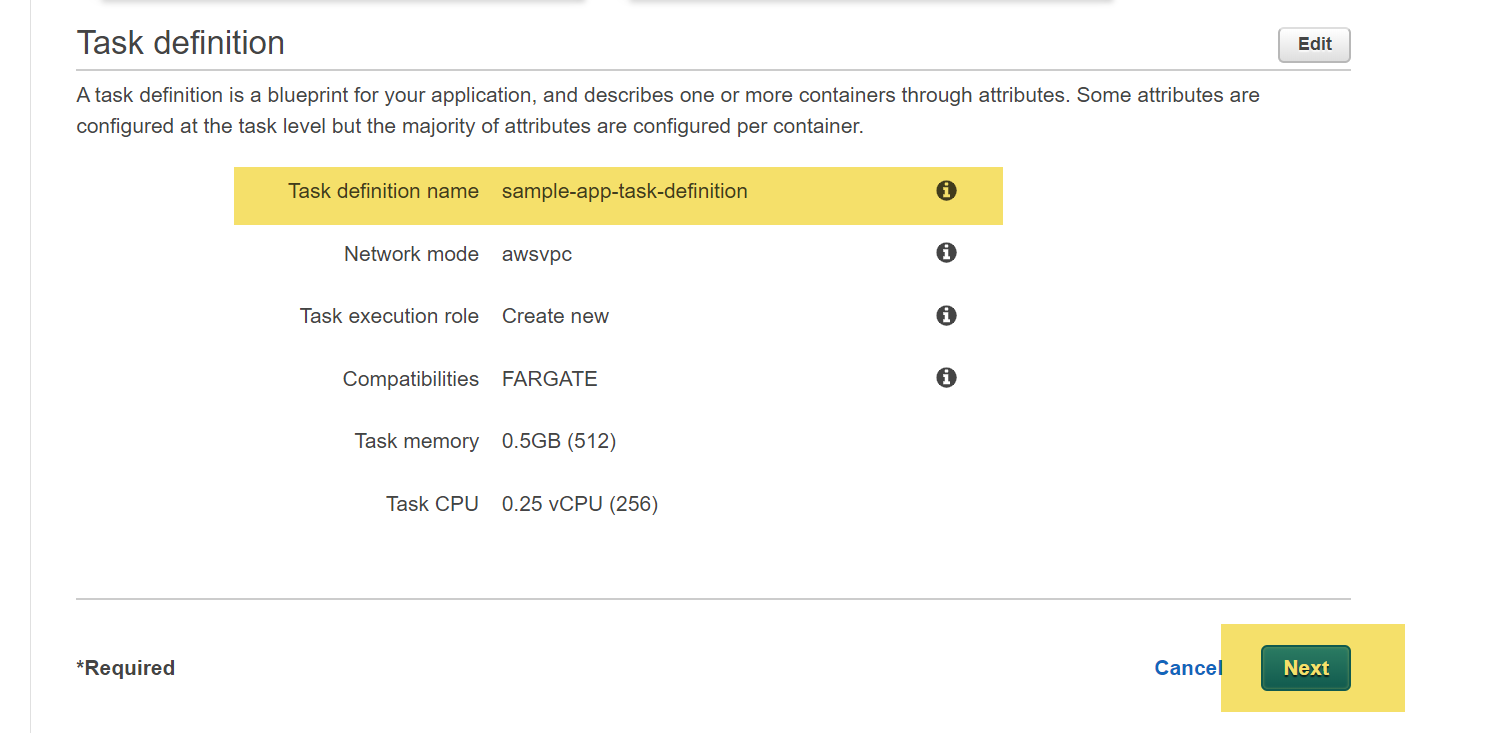 Task definition
Edit
A task definition is a blueprint for your application, and describes one or more containers through attributes. Some attributes are
configured at the task level but the majority of attributes are configured per container.
Task definition name sample-app-task-definition
Network mode awsvpc
Task execution role Create new
Compatibilities FARGATE
Task memory 0.5GB (512)
Task CPU 0.25 vCPU (256)
*Required
Cancel
Next